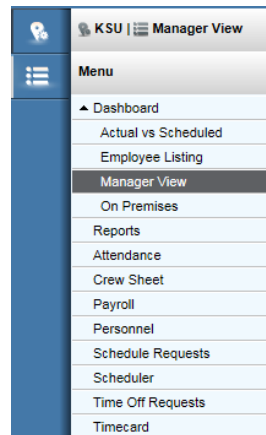 KSU | Manager View
Menu
Dashboard
Actual vs Scheduled
Employee Listing
Manager View
On Premises
Reports
Attendance
Crew Sheet
Payroll
Personnel
Schedule Requests
Scheduler
Time Off Requests
Timecard